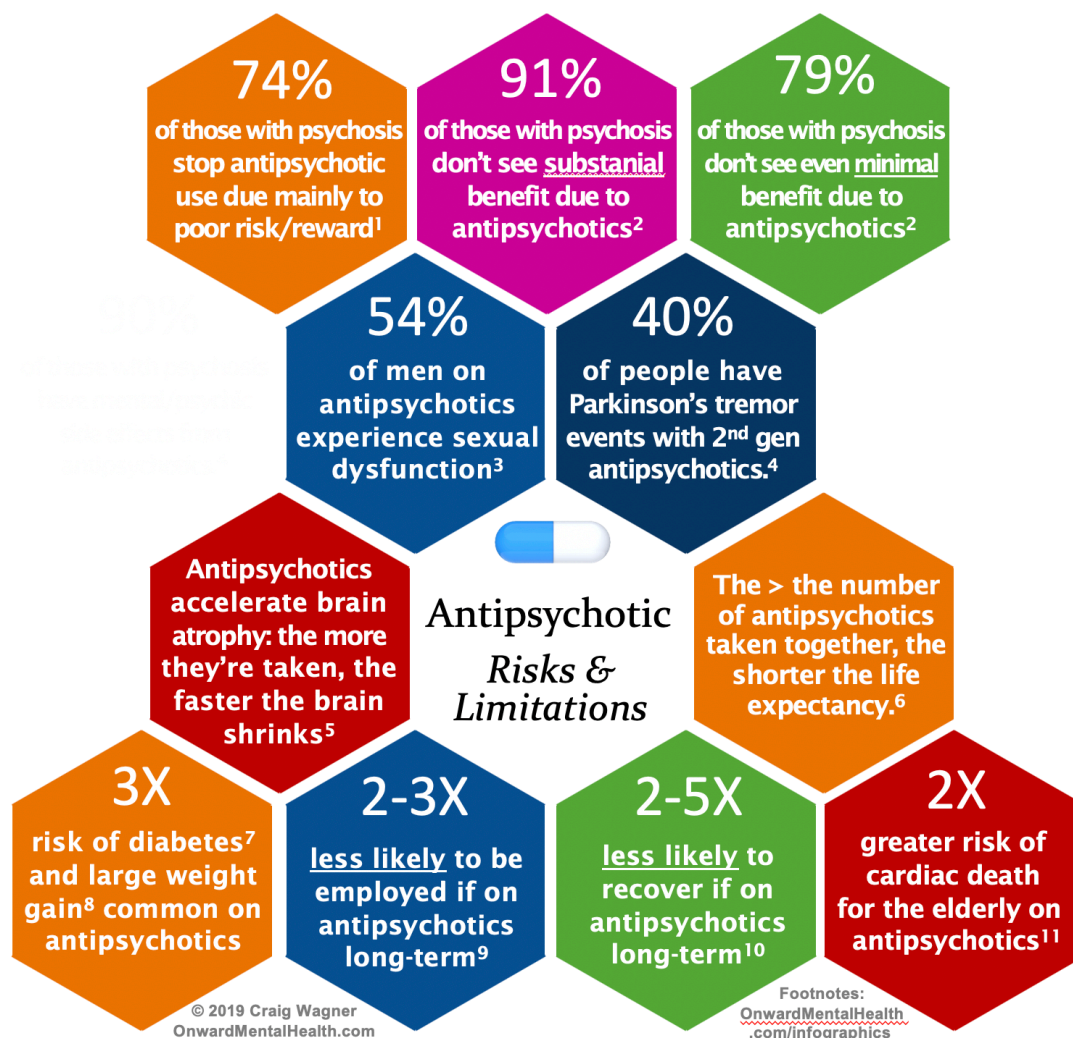 74%
of those with psychosis
stop antipsychotic
use due mainly to
poor risk/reward¹
91%
of those with psychosis
don't see substanial
benefit due to
antipsychotics²
79%
of those with psychosis
don't see even minimal
benefit due to
antipsychotics²
54%
of men on
antipsychotics
experience sexual
dysfunction³
40%
of people have
Parkinson's tremor
events with 2ⁿᵈ gen
antipsychotics.⁴
Antipsychotics
accelerate brain
atrophy: the more
they're taken, the
faster the brain
shrinks⁵
Antipsychotic
Risks &
Limitations
The > the number
of antipsychotics
taken together, the
shorter the life
expectancy.⁶
3X
risk of diabetes⁷
and large weight
gain⁸ common on
antipsychotics
2-3X
less likely to be
employed if on
antipsychotics
long-term⁹
2-5X
less likely to
recover if on
antipsychotics
long-term¹⁰
2X
greater risk of
cardiac death
for the elderly on
antipsychotics¹¹
© 2019 Craig Wagner
OnwardMentalHealth.com
Footnotes:
OnwardMentalHealth
.com/infographics